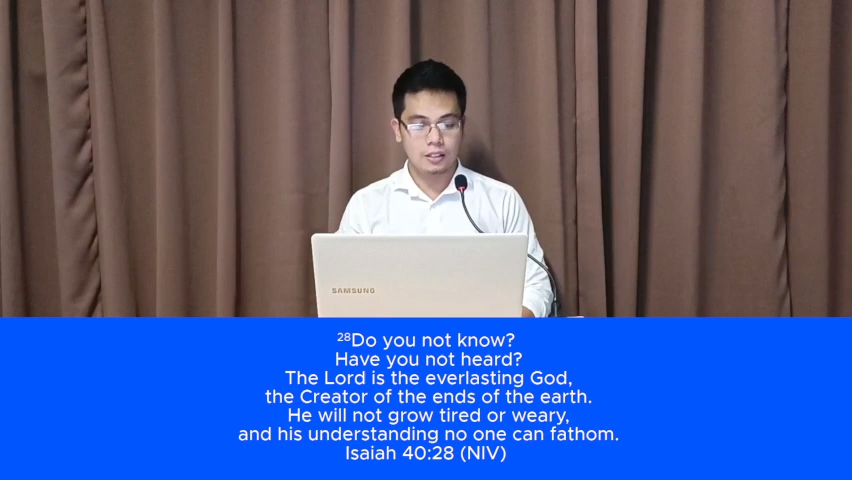 SAMSUNG
²⁸Do you not know?
Have you not heard?
The Lord is the everlasting God,
the Creator of the ends of the earth.
He will not grow tired or weary,
and his understanding no one can fathom.
Isaiah 40:28 (NIV)